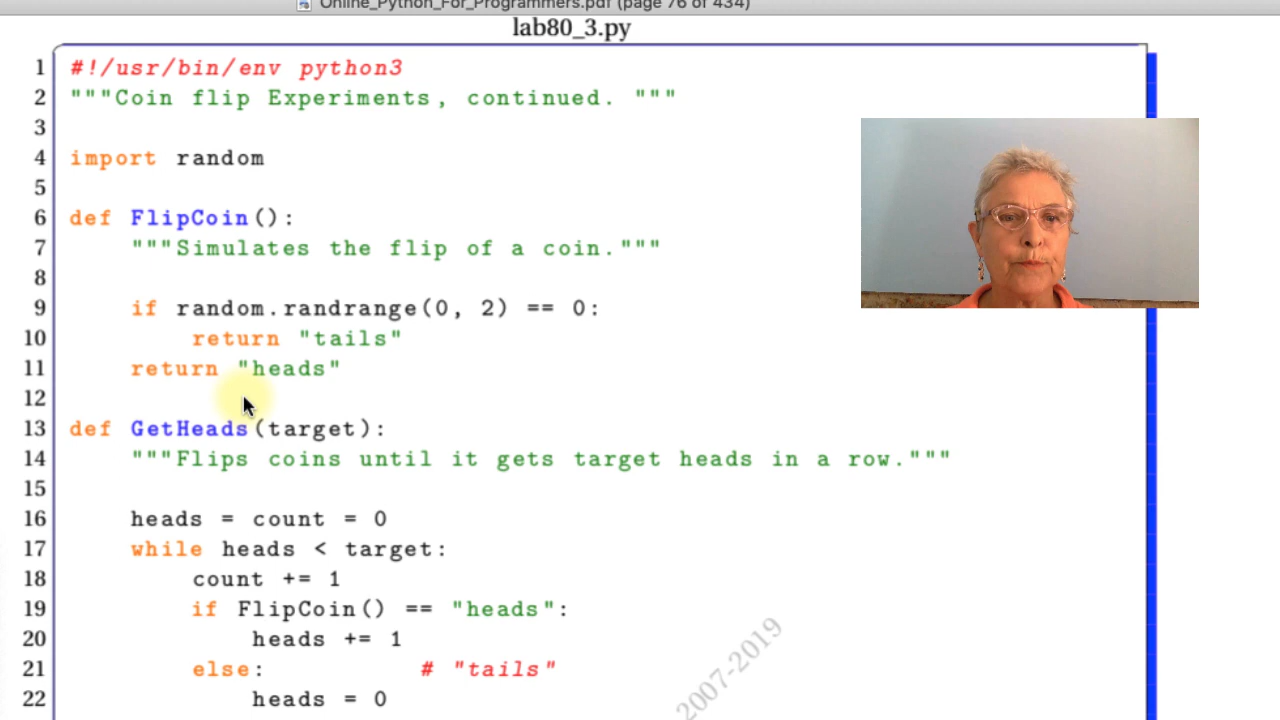 Online_Python_For_Programmers.pdf (page 76 of 434)
lab80_3.py
1 #!/usr/bin/env python3
2 """Coin flip Experiments, continued. """
3
4 import random
5
6 def FlipCoin():
7 """Simulates the flip of a coin."""
8
9 if random.randrange(0, 2) == 0:
10 return "tails"
11 return "heads"
12
13 def GetHeads(target):
14 """Flips coins until it gets target heads in a row."""
15
16 heads = count = 0
17 while heads < target:
18 count += 1
19 if FlipCoin() == "heads":
20 heads += 1
21 else: # "tails"
22 heads = 0
2007-2019